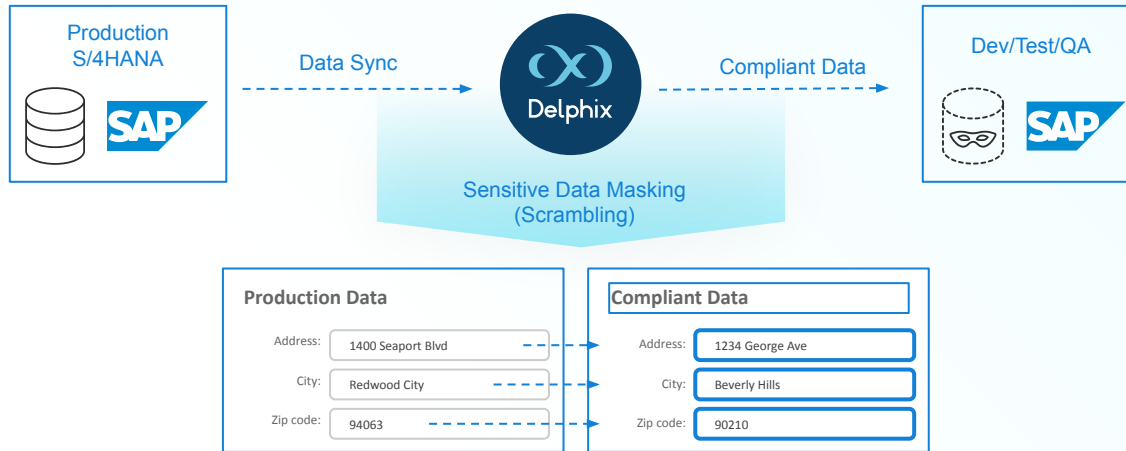 Production
S/4HANA
SAP
Data Sync
Delphix
Compliant Data
Dev/Test/QA
SAP
Sensitive Data Masking
(Scrambling)
Production Data
Address: 1400 Seaport Blvd
City: Redwood City
Zip code: 94063
Compliant Data
Address: 1234 George Ave
City: Beverly Hills
Zip code: 90210